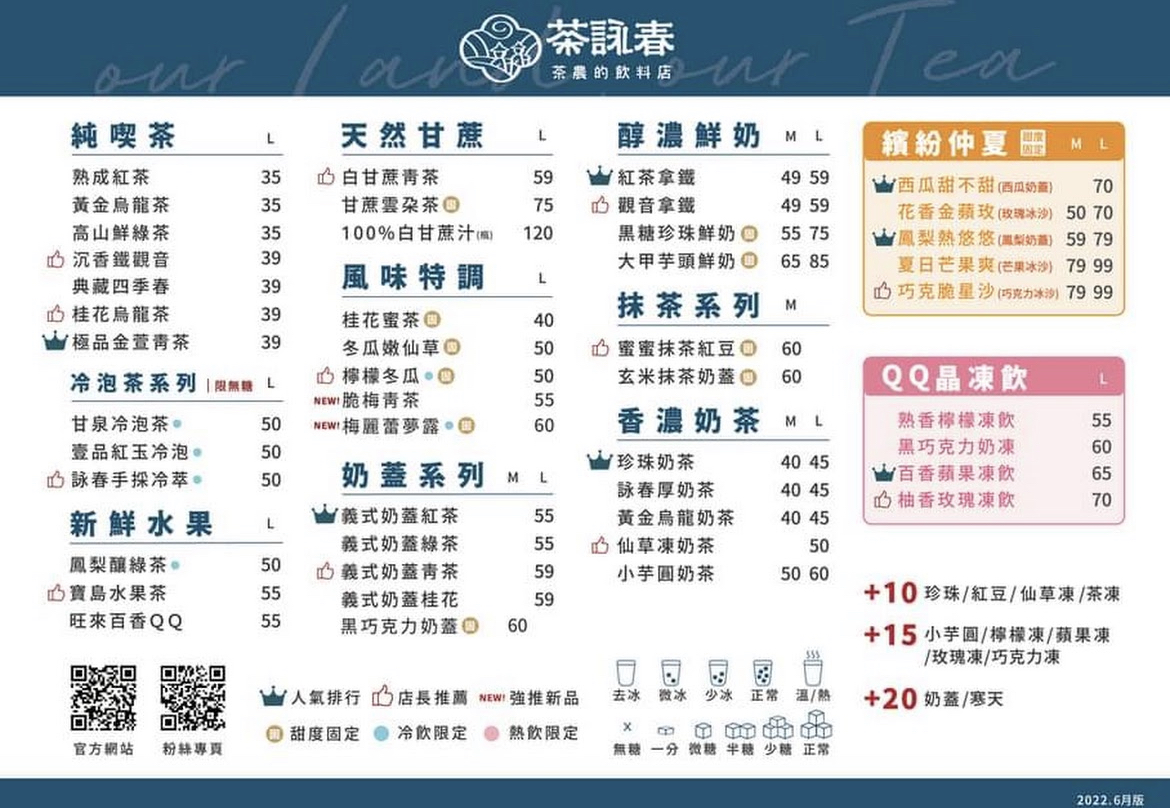 our Land, our Tea
茶詠春
茶農的飲料店
純喫茶 L
熟成紅茶 35
黃金烏龍茶 35
高山鮮綠茶 35
沉香鐵觀音 39
典藏四季春 39
桂花烏龍茶 39
極品金萱青茶 39
冷泡茶系列 |限無糖 L
甘泉冷泡茶 50
壹品紅玉冷泡 50
詠春手採冷萃 50
新鮮水果 L
鳳梨釀綠茶 50
寶島水果茶 55
旺來百香QQ 55
官方網站
粉絲專頁
天然甘蔗 L
白甘蔗青茶 59
甘蔗雲朶茶 固 75
100%白甘蔗汁(瓶) 120
風味特調 L
桂花蜜茶 固 40
冬瓜嫩仙草 固 50
檸檬冬瓜 固 50
NEW! 脆梅青茶 55
NEW! 梅麗蕾夢露 固 60
奶蓋系列 M L
義式奶蓋紅茶 55
義式奶蓋綠茶 55
義式奶蓋青茶 59
義式奶蓋桂花 59
黑巧克力奶蓋 固 60
人氣排行 店長推薦 NEW! 強推新品
固 甜度固定 冷飲限定 熱飲限定
醇濃鮮奶 M L
紅茶拿鐵 49 59
觀音拿鐵 49 59
黑糖珍珠鮮奶 固 55 75
大甲芋頭鮮奶 固 65 85
抹茶系列 M
蜜蜜抹茶紅豆 固 60
玄米抹茶奶蓋 固 60
香濃奶茶 M L
珍珠奶茶 40 45
詠春厚奶茶 40 45
黃金烏龍奶茶 40 45
仙草凍奶茶 50
小芋圓奶茶 50 60
去冰 微冰 少冰 正常 溫/熱
無糖 一分 微糖 半糖 少糖 正常
繽紛仲夏 甜度固定 M L
西瓜甜不甜(西瓜奶蓋) 70
花香金蘋玫(玫瑰冰沙) 50 70
鳳梨熟悠悠(鳳梨奶蓋) 59 79
夏日芒果爽(芒果冰沙) 79 99
巧克脆星沙(巧克力冰沙) 79 99
QQ晶凍飲 L
熟香檸檬凍飲 55
黑巧克力奶凍 60
百香蘋果凍飲 65
柚香玫瑰凍飲 70
+10 珍珠/紅豆/仙草凍/茶凍
+15 小芋圓/檸檬凍/蘋果凍
/玫瑰凍/巧克力凍
+20 奶蓋/寒天
2022.6月版